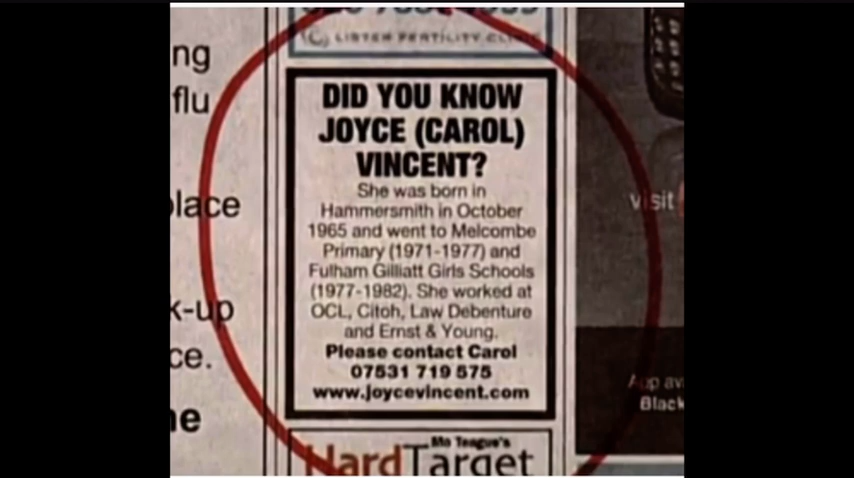 LISTER FERTILITY CLINIC
ng
flu
place
k-up
ce.
ne
DID YOU KNOW
JOYCE (CAROL)
VINCENT?
She was born in
Hammersmith in October
1965 and went to Melcombe
Primary (1971-1977) and
Fulham Gilliatt Girls Schools
(1977-1982). She worked at
OCL, Citoh, Law Debenture
and Ernst & Young.
Please contact Carol
07531 719 575
www.joycevincent.com
Mo Teague's
HardTarget
visit
App av
Black